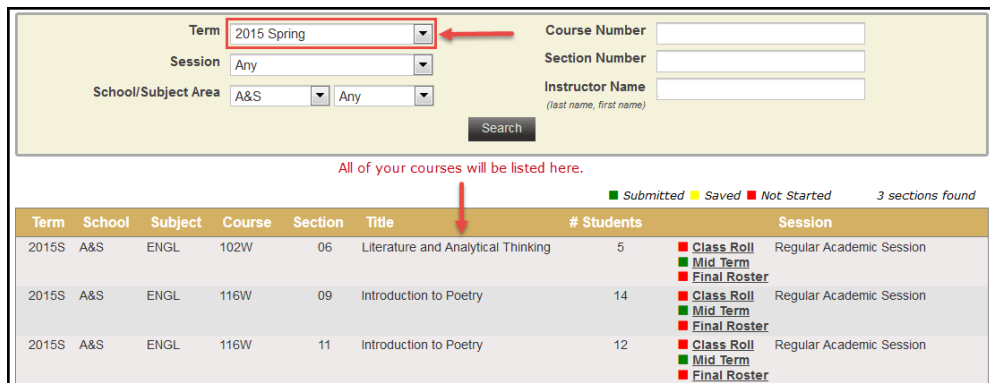 Term 2015 Spring Course Number
Session Any Section Number
School/Subject Area A&S Any Instructor Name
(last name, first name)
Search
All of your courses will be listed here.
Submitted Saved Not Started 3 sections found
Term School Subject Course Section Title # Students Session
2015S A&S ENGL 102W 06 Literature and Analytical Thinking 5 Class Roll Regular Academic Session
Mid Term
Final Roster
2015S A&S ENGL 116W 09 Introduction to Poetry 14 Class Roll Regular Academic Session
Mid Term
Final Roster
2015S A&S ENGL 116W 11 Introduction to Poetry 12 Class Roll Regular Academic Session
Mid Term
Final Roster